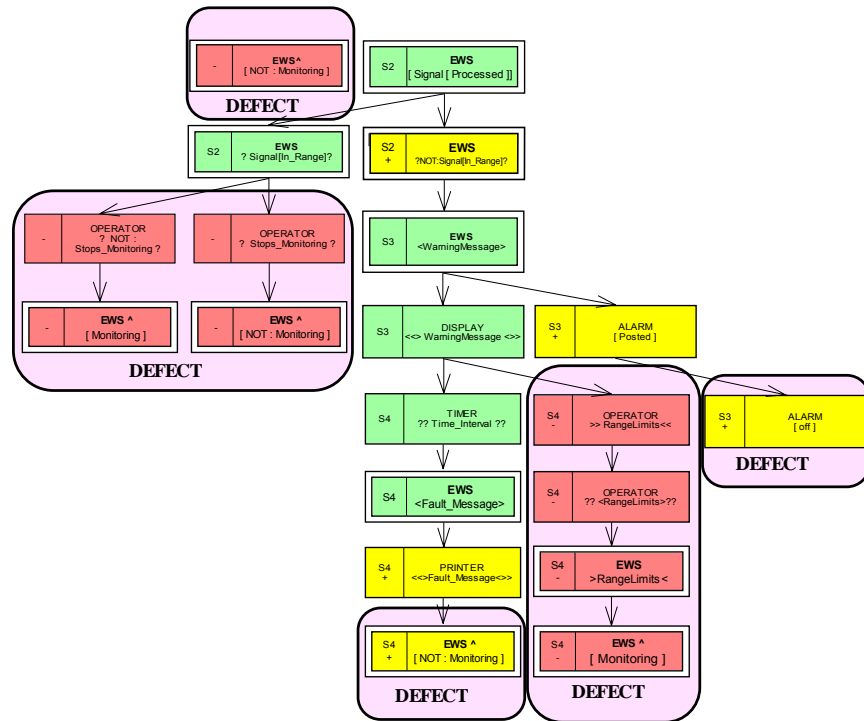 -
EWS ^
[ NOT : Monitoring ]
DEFECT
S2
EWS
[ Signal [ Processed ]]
S2
EWS
? Signal[In_Range]?
S2
+
EWS
?NOT:Signal[In_Range]?
-
OPERATOR
? NOT :
Stops_Monitoring ?
-
OPERATOR
? Stops_Monitoring ?
S3
EWS
<WarningMessage>
-
EWS ^
[ Monitoring ]
-
EWS ^
[ NOT : Monitoring ]
DEFECT
S3
DISPLAY
<<> WarningMessage <>>
S3
+
ALARM
[ Posted ]
S4
TIMER
?? Time_Interval ??
S4
-
OPERATOR
>> RangeLimits<<
S3
+
ALARM
[ off ]
DEFECT
S4
EWS
<Fault_Message>
S4
-
OPERATOR
?? <RangeLimits>??
S4
+
PRINTER
<<>Fault_Message<>>
S4
-
EWS
>RangeLimits<
S4
+
EWS ^
[ NOT : Monitoring ]
DEFECT
S4
-
EWS ^
[ Monitoring ]
DEFECT